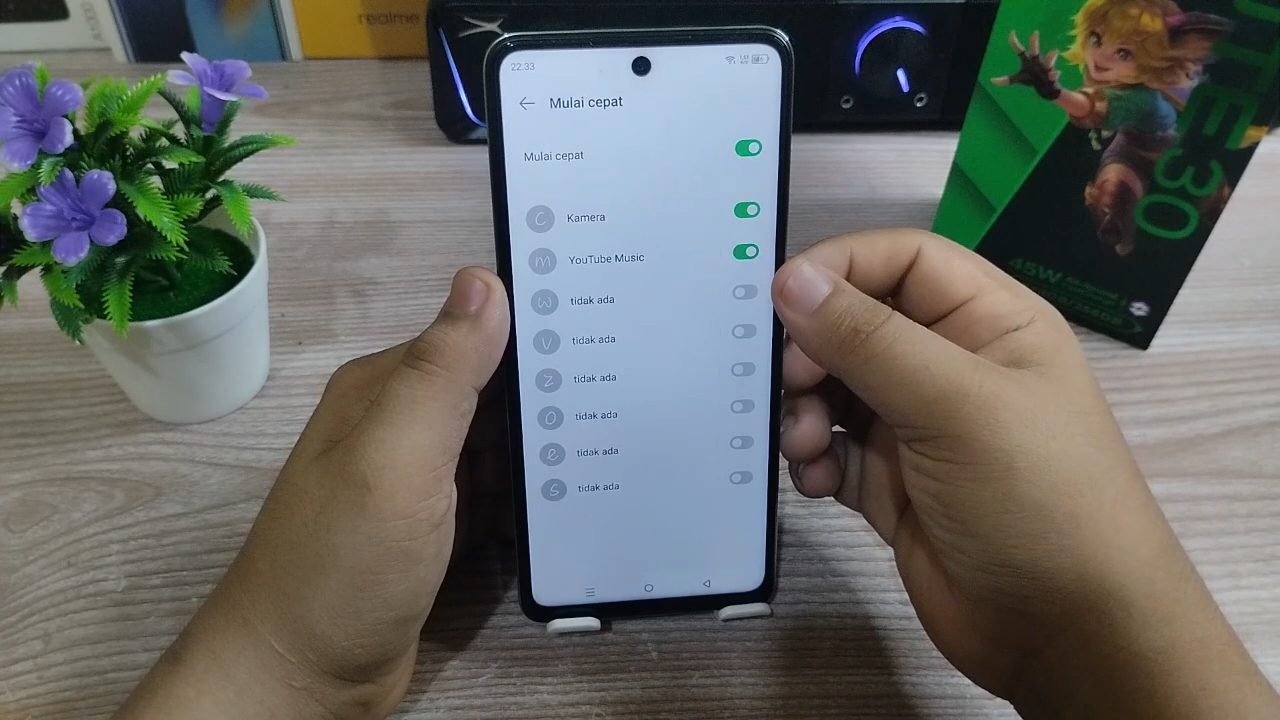 realme
22.33
Mulai cepat
Mulai cepat
C Kamera
m YouTube Music
w tidak ada
v tidak ada
z tidak ada
o tidak ada
e tidak ada
s tidak ada
OTE30
45W